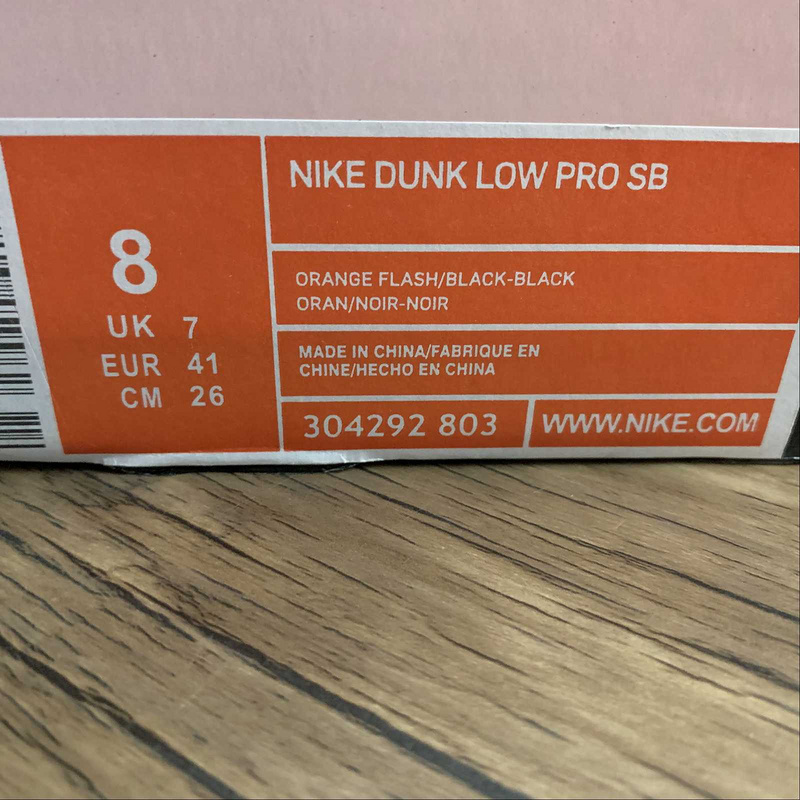 8
UK 7
EUR 41
CM 26
NIKE DUNK LOW PRO SB
ORANGE FLASH/BLACK-BLACK
ORAN/NOIR-NOIR
MADE IN CHINA/FABRIQUE EN
CHINE/HECHO EN CHINA
304292 803
WWW.NIKE.COM